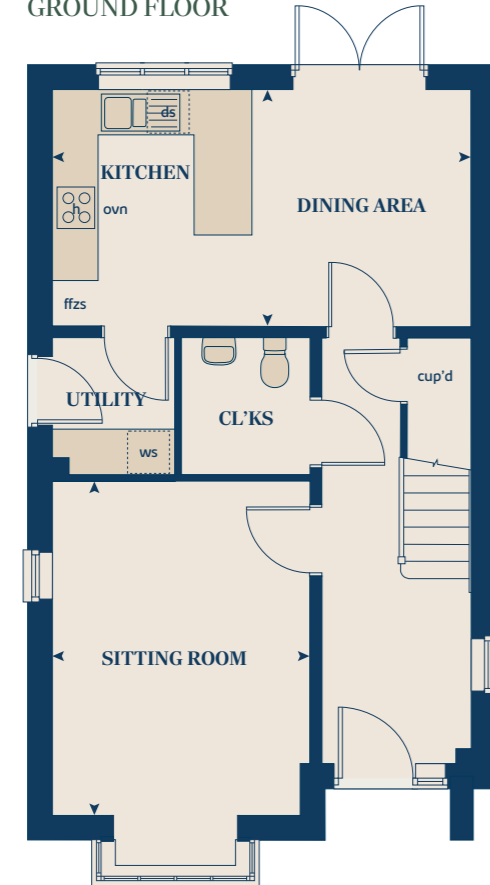 GROUND FLOOR
ds
KITCHEN
h
ovn
DINING AREA
ffzs
cup'd
UTILITY
CL'KS
ws
SITTING ROOM